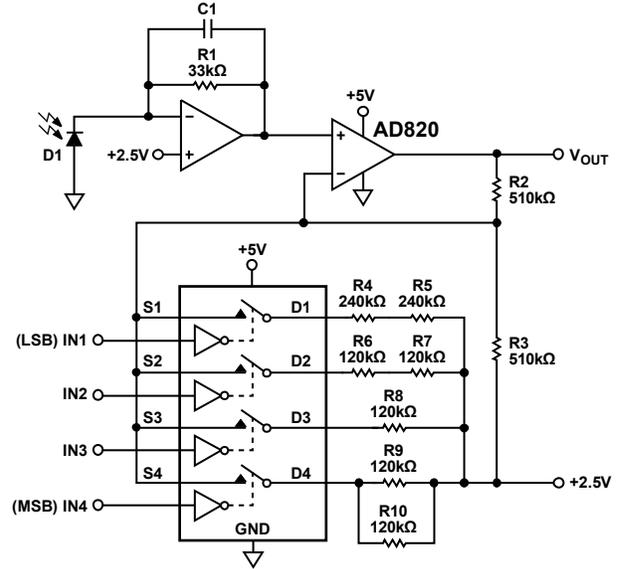 C1
R1
33kΩ
+5V
AD820
−
+
D1
+2.5V
+
−
VOUT
R2
510kΩ
+5V
S1
D1
R4
240kΩ
R5
240kΩ
(LSB) IN1
R3
510kΩ
S2
D2
R6
120kΩ
R7
120kΩ
IN2
S3
D3
R8
120kΩ
IN3
S4
D4
R9
120kΩ
+2.5V
(MSB) IN4
R10
120kΩ
GND